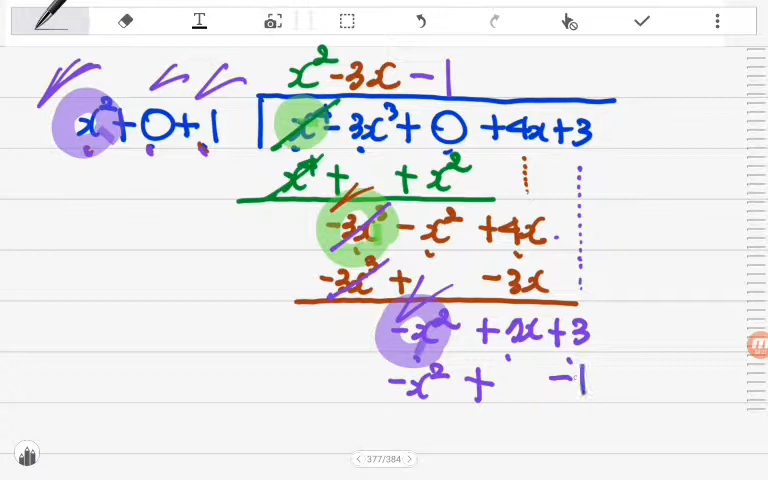 x² - 3x - 1
x² + 0 + 1 | x⁴ - 3x³ + 0 + 4x + 3
x⁴ + + x²
-3x³ - x² + 4x
-3x³ + - 3x
-x² + 2x + 3
-x² + - 1
377/384